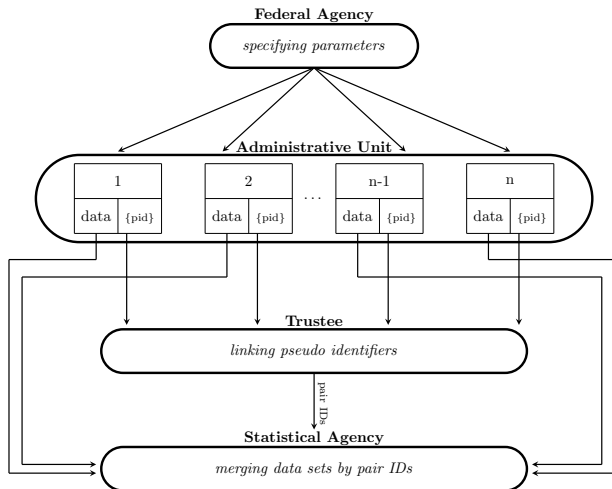 Federal Agency
specifying parameters
Administrative Unit
1 2 ... n-1 n
data {pid} data {pid} data {pid} data {pid}
Trustee
linking pseudo identifiers
pair IDs
Statistical Agency
merging data sets by pair IDs